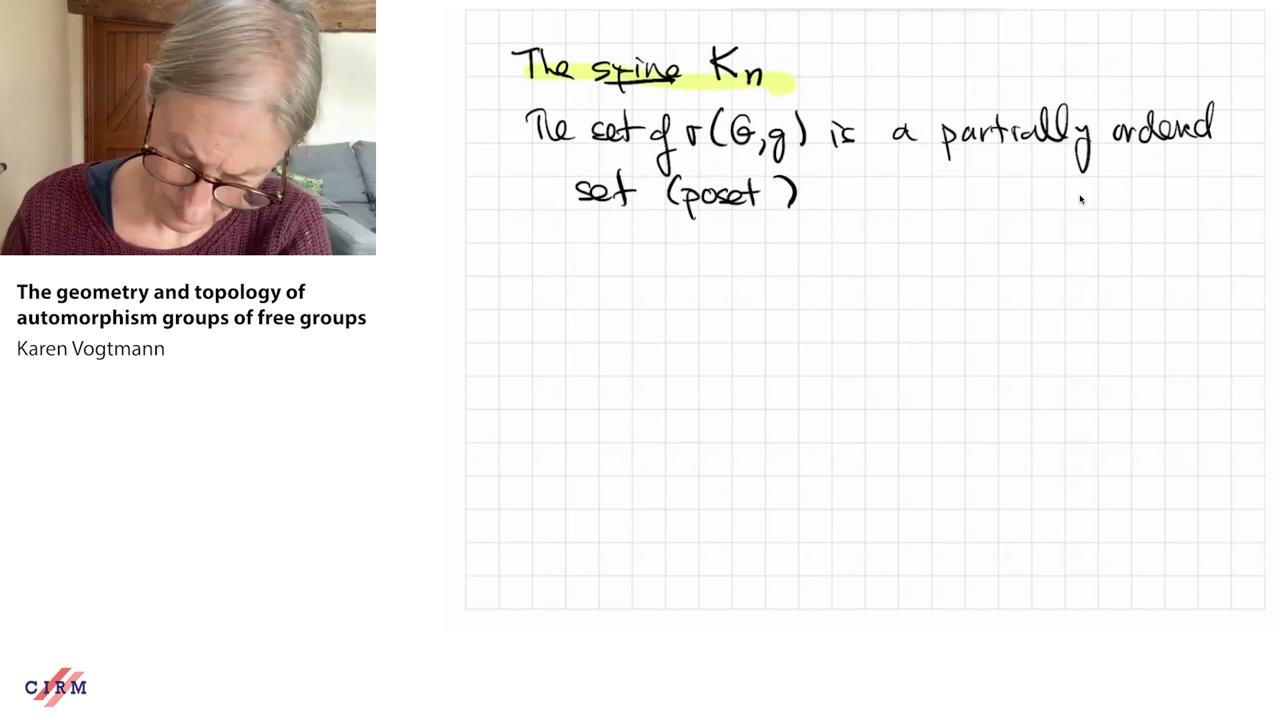 The spine Kn
The set of σ(G,g) is a partially ordered
set (poset)
The geometry and topology of
automorphism groups of free groups
Karen Vogtmann
CIRM